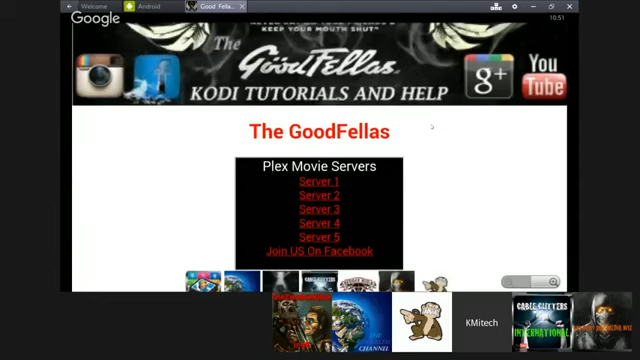 Welcome
Android
Good Fella...
Google
10:51
KEEP YOUR MOUTH SHUT
The
GoodFellas
KODI TUTORIALS AND HELP
g+
You
Tube
The GoodFellas
Plex Movie Servers
Server 1
Server 2
Server 3
Server 4
Server 5
Join US On Facebook
CHANNEL
KMitech
CABLE CUTTERS
INTERNATIONAL